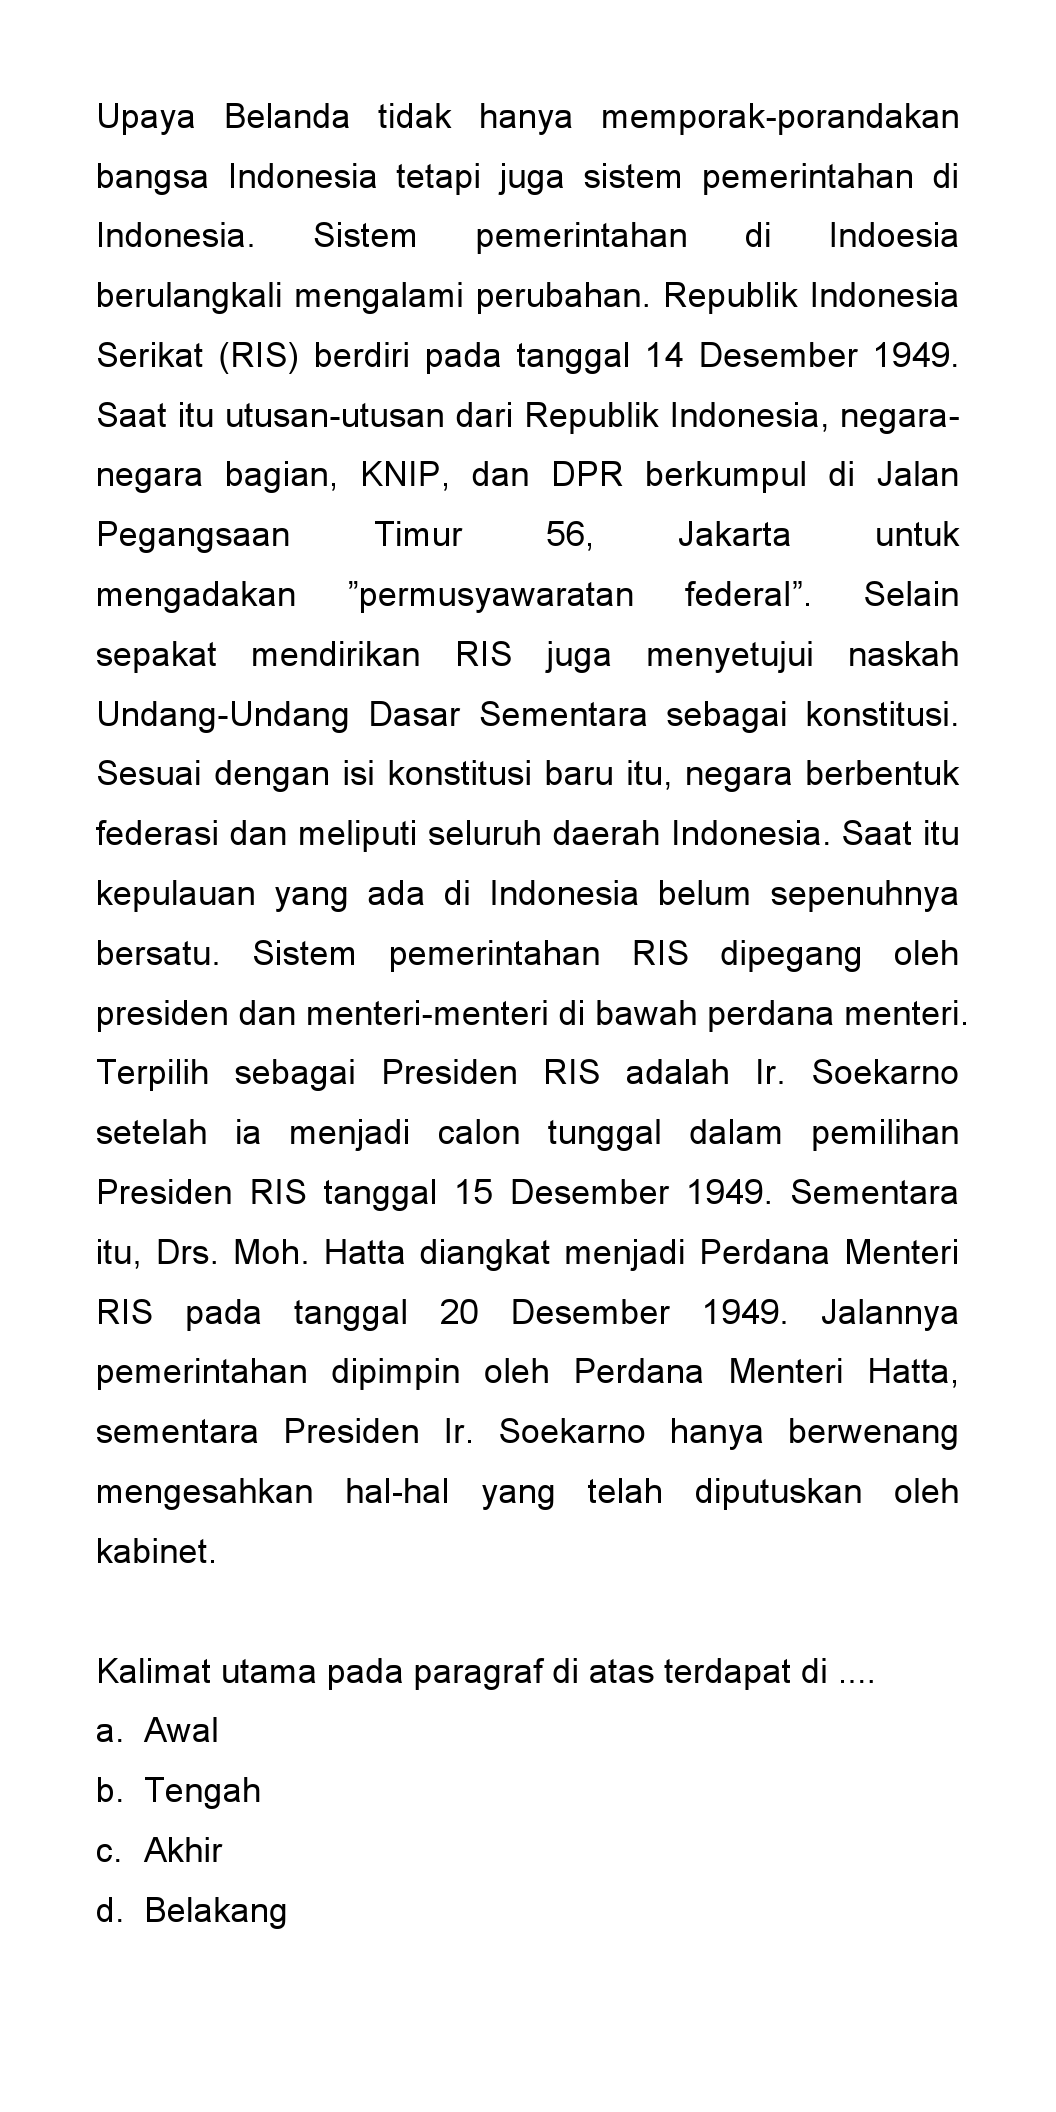 Upaya Belanda tidak hanya memporak-porandakan
bangsa Indonesia tetapi juga sistem pemerintahan di
Indonesia. Sistem pemerintahan di Indoesia
berulangkali mengalami perubahan. Republik Indonesia
Serikat (RIS) berdiri pada tanggal 14 Desember 1949.
Saat itu utusan-utusan dari Republik Indonesia, negara-
negara bagian, KNIP, dan DPR berkumpul di Jalan
Pegangsaan Timur 56, Jakarta untuk
mengadakan ”permusyawaratan federal”. Selain
sepakat mendirikan RIS juga menyetujui naskah
Undang-Undang Dasar Sementara sebagai konstitusi.
Sesuai dengan isi konstitusi baru itu, negara berbentuk
federasi dan meliputi seluruh daerah Indonesia. Saat itu
kepulauan yang ada di Indonesia belum sepenuhnya
bersatu. Sistem pemerintahan RIS dipegang oleh
presiden dan menteri-menteri di bawah perdana menteri.
Terpilih sebagai Presiden RIS adalah Ir. Soekarno
setelah ia menjadi calon tunggal dalam pemilihan
Presiden RIS tanggal 15 Desember 1949. Sementara
itu, Drs. Moh. Hatta diangkat menjadi Perdana Menteri
RIS pada tanggal 20 Desember 1949. Jalannya
pemerintahan dipimpin oleh Perdana Menteri Hatta,
sementara Presiden Ir. Soekarno hanya berwenang
mengesahkan hal-hal yang telah diputuskan oleh
kabinet.
Kalimat utama pada paragraf di atas terdapat di ....
a. Awal
b. Tengah
c. Akhir
d. Belakang